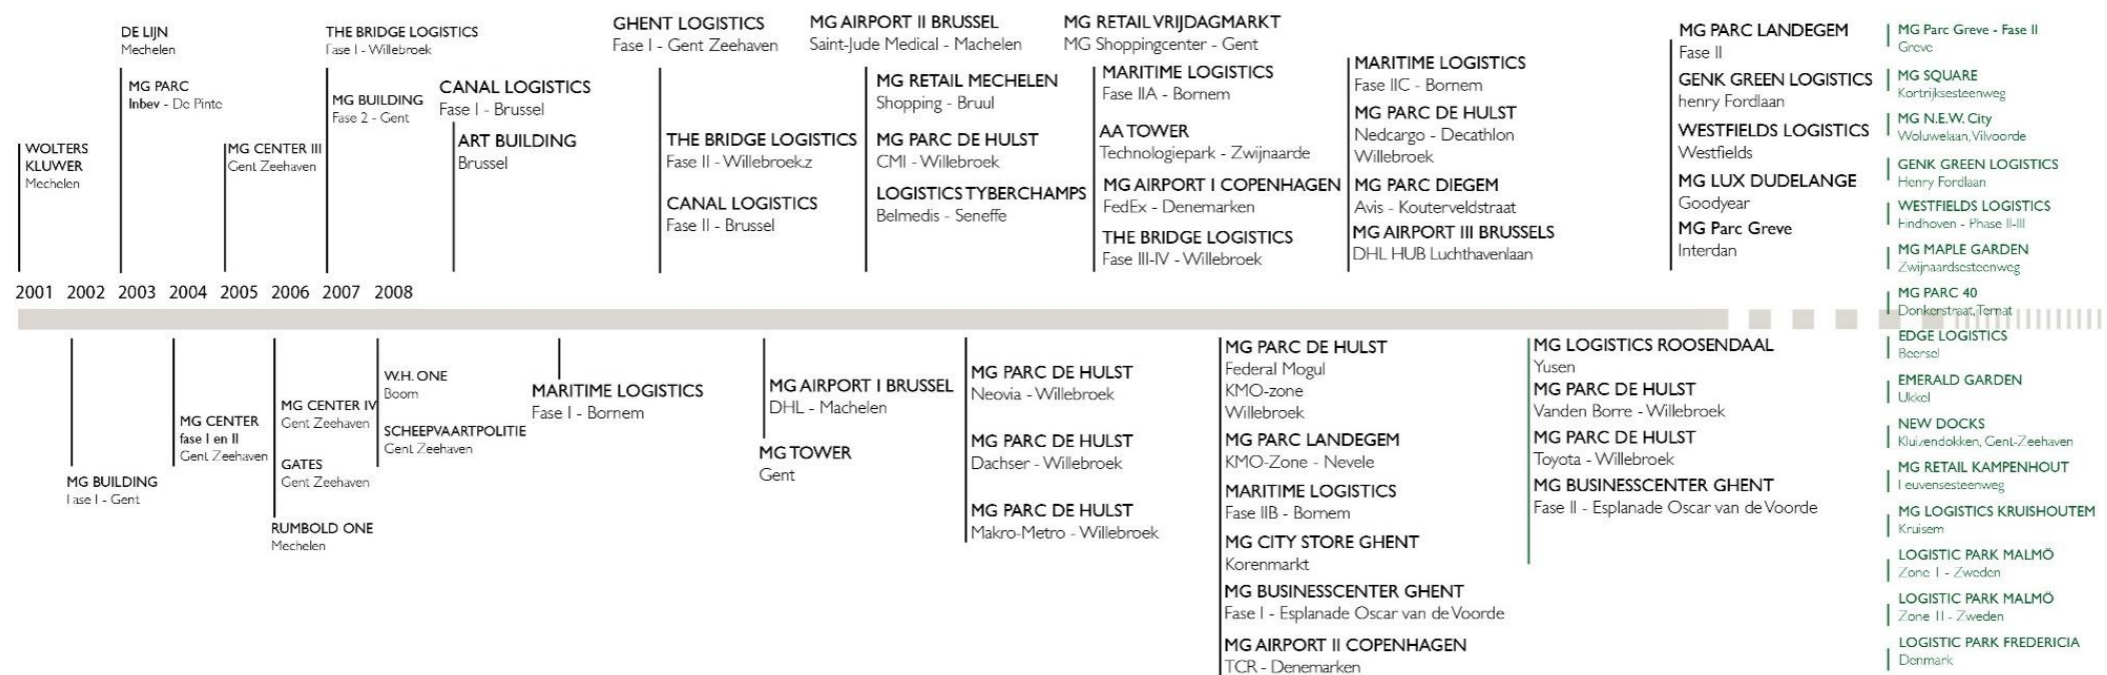 DE LIJN
Mechelen
MG PARC
Inbev - De Pinte
WOLTERS
KLUWER
Mechelen
MG CENTER III
Gent Zeehaven
THE BRIDGE LOGISTICS
Fase I - Willebroek
MG BUILDING
Fase 2 - Gent
CANAL LOGISTICS
Fase I - Brussel
ART BUILDING
Brussel
GHENT LOGISTICS
Fase I - Gent Zeehaven
THE BRIDGE LOGISTICS
Fase II - Willebroek.z
CANAL LOGISTICS
Fase II - Brussel
MG AIRPORT II BRUSSEL
Saint-Jude Medical - Machelen
MG RETAIL MECHELEN
Shopping - Bruul
MG PARC DE HULST
CMI - Willebroek
LOGISTICS TYBERCHAMPS
Belmedis - Seneffe
MG RETAIL VRIJDAGMARKT
MG Shoppingcenter - Gent
MARITIME LOGISTICS
Fase IIA - Bornem
AA TOWER
Technologiepark - Zwijnaarde
MG AIRPORT I COPENHAGEN
FedEx - Denemarken
THE BRIDGE LOGISTICS
Fase III-IV - Willebroek
MARITIME LOGISTICS
Fase IIC - Bornem
MG PARC DE HULST
Nedcargo - Decathlon
Willebroek
MG PARC DIEGEM
Avis - Kouterveldstraat
MG AIRPORT III BRUSSELS
DHL HUB Luchthavenlaan
MG PARC LANDEGEM
Fase II
GENK GREEN LOGISTICS
henry Fordlaan
WESTFIELDS LOGISTICS
Westfields
MG LUX DUDELANGE
Goodyear
MG Parc Greve
Interdan
2001 2002 2003 2004 2005 2006 2007 2008
MG BUILDING
Fase I - Gent
MG CENTER
fase I en II
Gent Zeehaven
MG CENTER IV
Gent Zeehaven
GATES
Gent Zeehaven
RUMBOLD ONE
Mechelen
W.H. ONE
Boom
SCHEEPVAARTPOLITIE
Gent Zeehaven
MARITIME LOGISTICS
Fase I - Bornem
MG AIRPORT I BRUSSEL
DHL - Machelen
MG TOWER
Gent
MG PARC DE HULST
Neovia - Willebroek
MG PARC DE HULST
Dachser - Willebroek
MG PARC DE HULST
Makro-Metro - Willebroek
MG PARC DE HULST
Federal Mogul
KMO-zone
Willebroek
MG PARC LANDEGEM
KMO-Zone - Nevele
MARITIME LOGISTICS
Fase IIB - Bornem
MG CITY STORE GHENT
Korenmarkt
MG BUSINESSCENTER GHENT
Fase I - Esplanade Oscar van de Voorde
MG AIRPORT II COPENHAGEN
TCR - Denemarken
MG LOGISTICS ROOSENDAAL
Yusen
MG PARC DE HULST
Vanden Borre - Willebroek
MG PARC DE HULST
Toyota - Willebroek
MG BUSINESSCENTER GHENT
Fase II - Esplanade Oscar van de Voorde
MG Parc Greve - Fase II
Greve
MG SQUARE
Kortrijksesteenweg
MG N.E.W. City
Woluwelaan, Vilvoorde
GENK GREEN LOGISTICS
Henry Fordlaan
WESTFIELDS LOGISTICS
Eindhoven - Phase II-III
MG MAPLE GARDEN
Zwijnaardsesteenweg
MG PARC 40
Donkerstraat, Ternat
EDGE LOGISTICS
Beersel
EMERALD GARDEN
Ukkel
NEW DOCKS
Kluizendokken, Gent-Zeehaven
MG RETAIL KAMPENHOUT
Leuvensesteenweg
MG LOGISTICS KRUISHOUTEM
Kruisem
LOGISTIC PARK MALMÖ
Zone I - Zweden
LOGISTIC PARK MALMÖ
Zone II - Zweden
LOGISTIC PARK FREDERICIA
Denmark